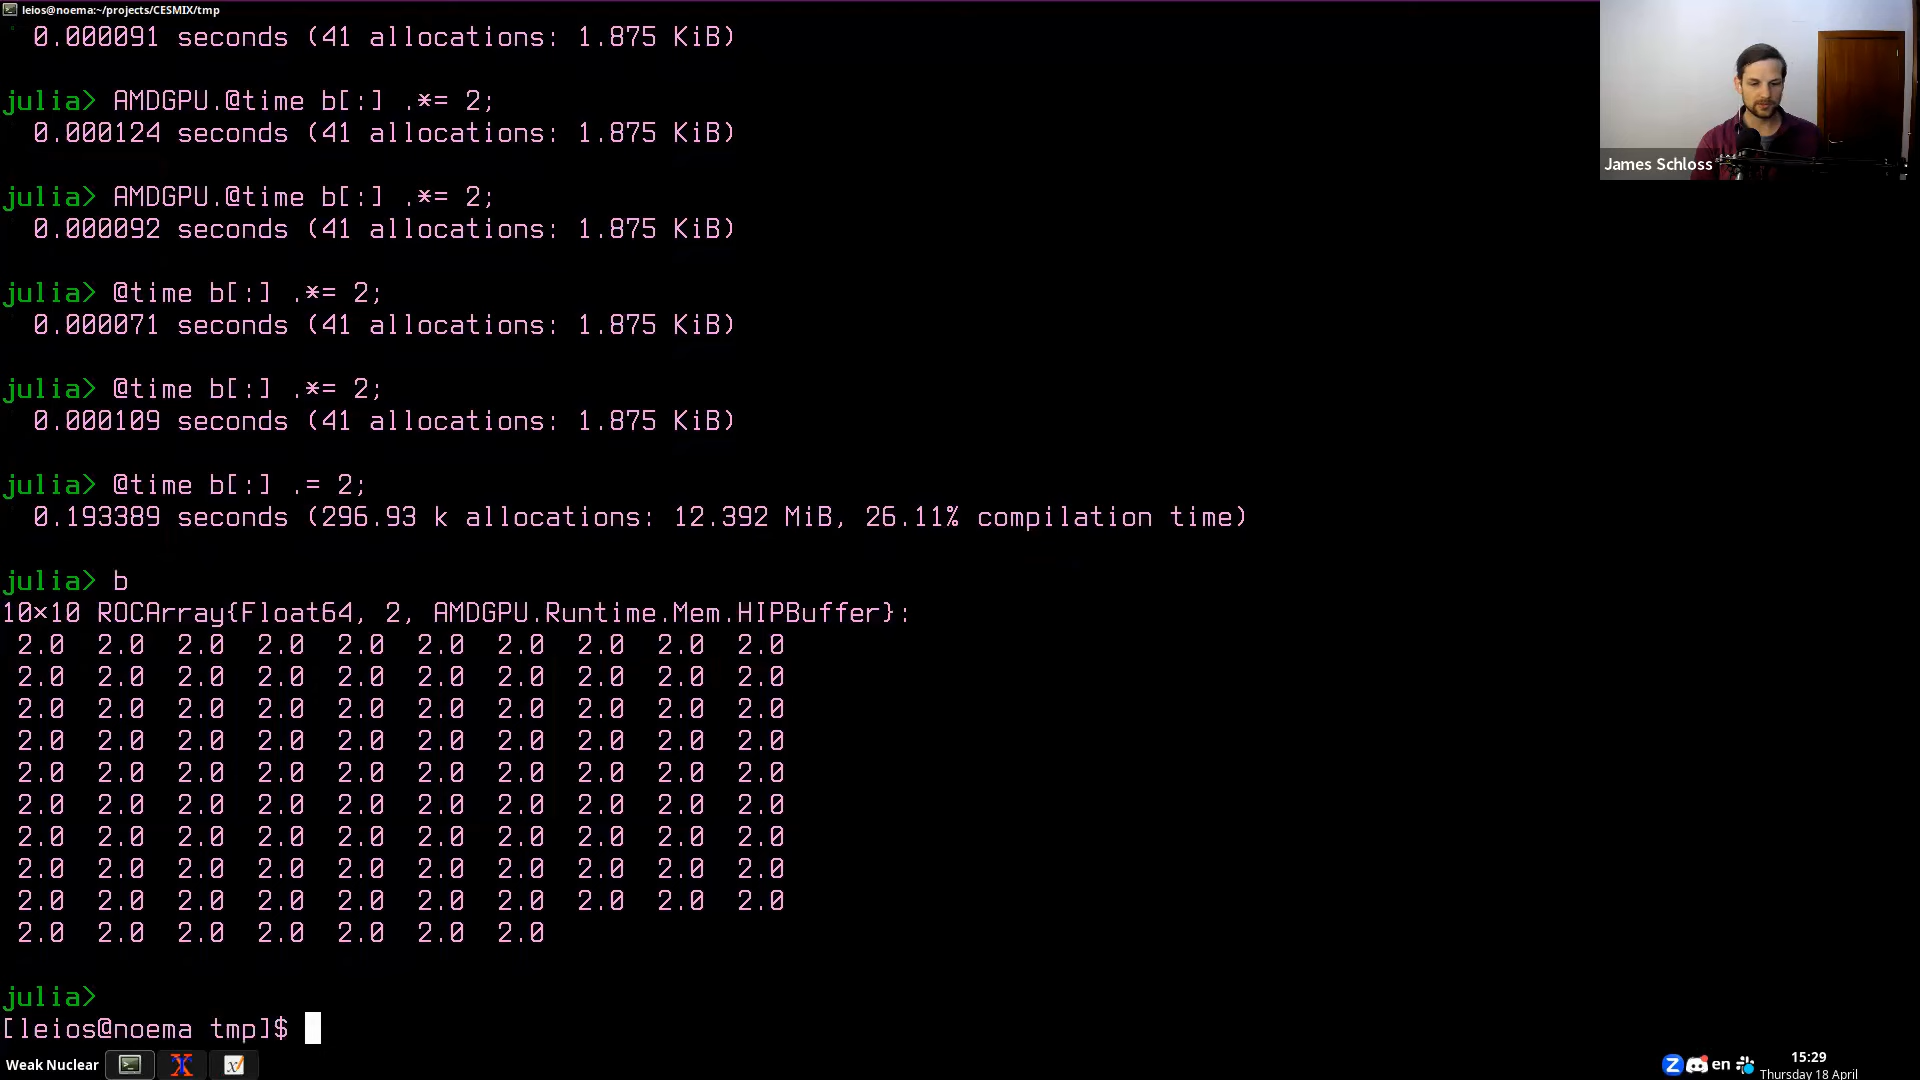 leios@noema:~/projects/CESMIX/tmp
0.000091 seconds (41 allocations: 1.875 KiB)
julia> AMDGPU.@time b[:] .*= 2;
0.000124 seconds (41 allocations: 1.875 KiB)
julia> AMDGPU.@time b[:] .*= 2;
0.000092 seconds (41 allocations: 1.875 KiB)
julia> @time b[:] .*= 2;
0.000071 seconds (41 allocations: 1.875 KiB)
julia> @time b[:] .*= 2;
0.000109 seconds (41 allocations: 1.875 KiB)
julia> @time b[:] .= 2;
0.193389 seconds (296.93 k allocations: 12.392 MiB, 26.11% compilation time)
julia> b
10×10 ROCArray{Float64, 2, AMDGPU.Runtime.Mem.HIPBuffer}:
2.0 2.0 2.0 2.0 2.0 2.0 2.0 2.0 2.0 2.0
2.0 2.0 2.0 2.0 2.0 2.0 2.0 2.0 2.0 2.0
2.0 2.0 2.0 2.0 2.0 2.0 2.0 2.0 2.0 2.0
2.0 2.0 2.0 2.0 2.0 2.0 2.0 2.0 2.0 2.0
2.0 2.0 2.0 2.0 2.0 2.0 2.0 2.0 2.0 2.0
2.0 2.0 2.0 2.0 2.0 2.0 2.0 2.0 2.0 2.0
2.0 2.0 2.0 2.0 2.0 2.0 2.0 2.0 2.0 2.0
2.0 2.0 2.0 2.0 2.0 2.0 2.0 2.0 2.0 2.0
2.0 2.0 2.0 2.0 2.0 2.0 2.0 2.0 2.0 2.0
2.0 2.0 2.0 2.0 2.0 2.0 2.0
julia>
[leios@noema tmp]$
James Schloss
Weak Nuclear
en
15:29
Thursday 18 April